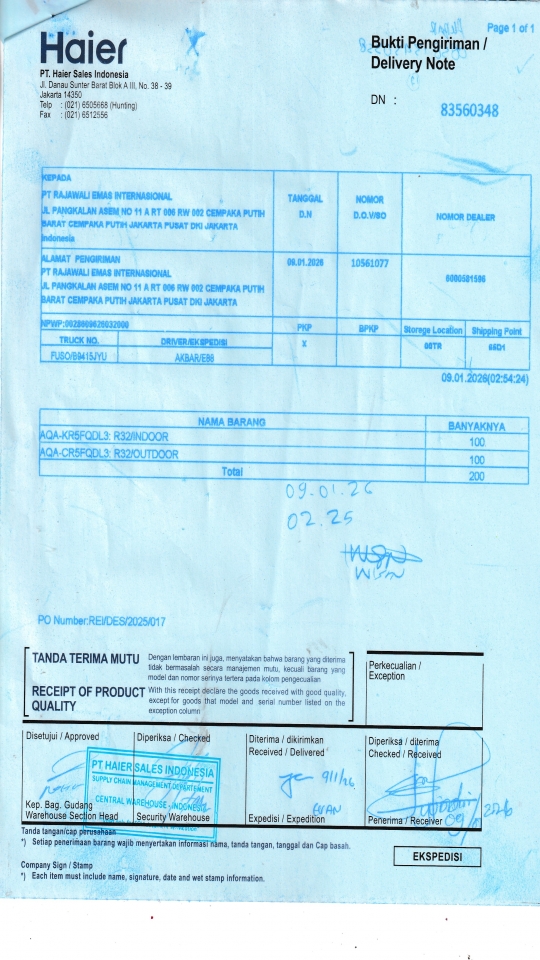 Page 1 of 1
Haier
Bukti Pengiriman /
Delivery Note
PT. Haier Sales Indonesia
Jl. Danau Sunter Barat Blok A III, No. 38 - 39
Jakarta 14350
Telp : (021) 6505668 (Hunting)
Fax : (021) 6512556
DN :
83560348
KEPADA
PT RAJAWALI EMAS INTERNASIONAL
JL PANGKALAN ASEM NO 11 A RT 006 RW 002 CEMPAKA PUTIH
BARAT CEMPAKA PUTIH JAKARTA PUSAT DKI JAKARTA
Indonesia
TANGGAL
D.N
NOMOR
D.O.V/SO
NOMOR DEALER
ALAMAT PENGIRIMAN
PT RAJAWALI EMAS INTERNASIONAL
JL PANGKALAN ASEM NO 11 A RT 006 RW 002 CEMPAKA PUTIH
BARAT CEMPAKA PUTIH JAKARTA PUSAT DKI JAKARTA
09.01.2026
10561077
PKP
BPKP
Storege Location
Shipping Point
TRUCK NO.
DRIVER/EKSPEDISI
X
FUSO/B9415JYU
AKBAR/E88
09.01.2026(02:54:24)
NAMA BARANG
BANYAKNYA
AQA-KR5FQDL3: R32/INDOOR
100
AQA-CR5FQDL3: R32/OUTDOOR
100
Total
200
09.01.26
02.25
PO Number:REI/DES/2025/017
TANDA TERIMA MUTU
Dengan lembaran ini juga, menyatakan bahwa barang yang diterima
tidak bermasalah secara manajemen mutu, kecuali barang yang
model dan nomor serinya tertera pada kolom pengecualian
RECEIPT OF PRODUCT
QUALITY
With this receipt declare the goods received with good quality,
except for goods that model and serial number listed on the
exception column
Perkecualian /
Exception
Disetujui / Approved
Diperiksa / Checked
Diterima / dikirimkan
Received / Delivered
Diperiksa / diterima
Checked / Received
PT HAIER SALES INDONESIA
SUPPLY CHAIN MANAGEMENT DEPARTEMENT
CENTRAL WAREHOUSE - INDONESIA
9/1/26
Kep. Bag. Gudang
Warehouse Section Head
Security Warehouse
Expedisi / Expedition
Penerima / Receiver
Tanda tangan/cap perusahaan
*) Setiap penerimaan barang wajib menyertakan informasi nama, tanda tangan, tanggal dan Cap basah.
EKSPEDISI
Company Sign / Stamp
*) Each item must include name, signature, date and wet stamp information.